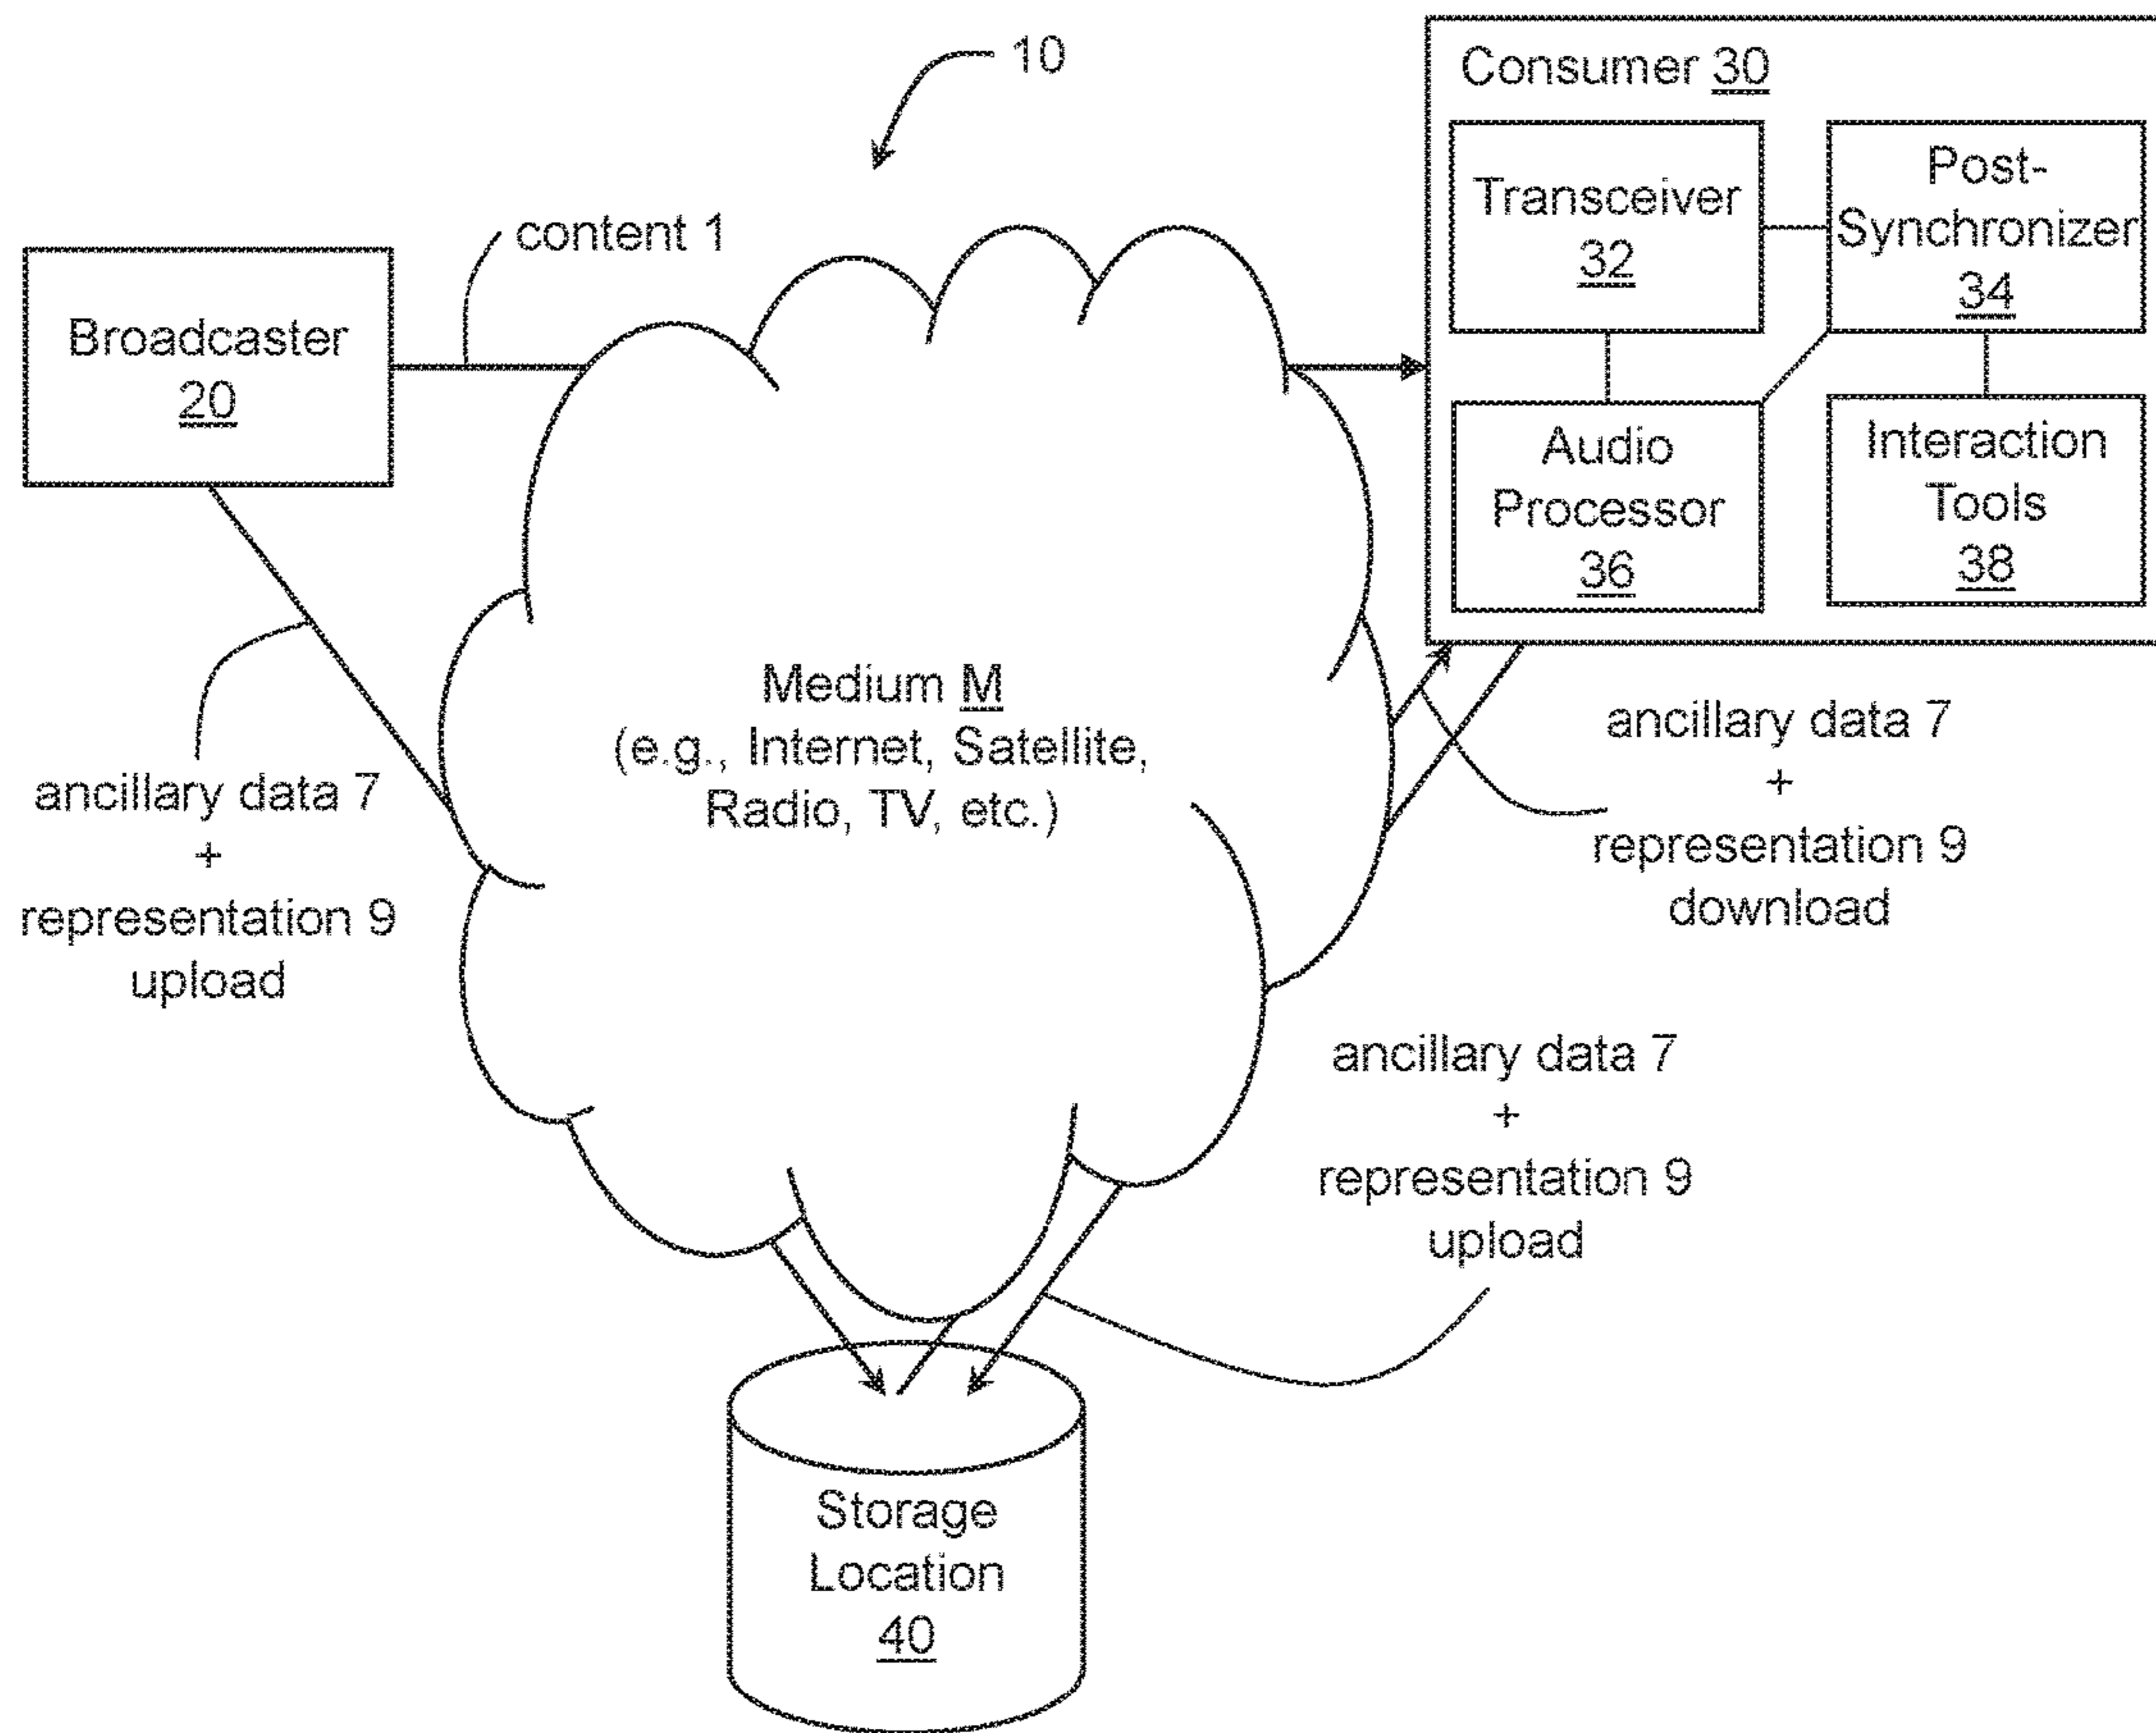 10
content 1
Broadcaster
20
Consumer 30
Transceiver
32
Post-
Synchronizer
34
Audio
Processor
36
Interaction
Tools
38
Medium M
(e.g., Internet, Satellite,
Radio, TV, etc.)
ancillary data 7
+
representation 9
upload
ancillary data 7
+
representation 9
download
ancillary data 7
+
representation 9
upload
Storage
Location
40